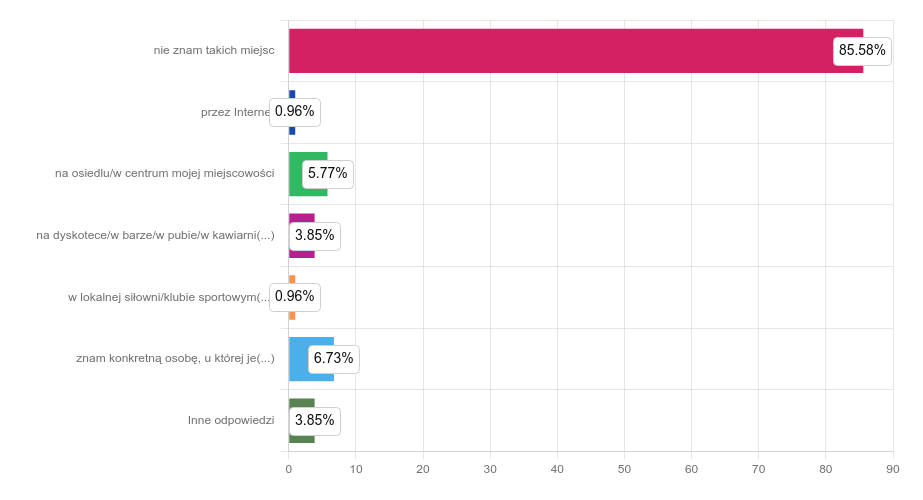 nie znam takich miejsc
85.58%
przez Interne
0.96%
na osiedlu/w centrum mojej miejscowości
5.77%
na dyskotece/w barze/w pubie/w kawiarni(...)
3.85%
w lokalnej siłowni/klubie sportowym(...
0.96%
znam konkretną osobę, u której je(...)
6.73%
Inne odpowiedzi
3.85%
0 10 20 30 40 50 60 70 80 90